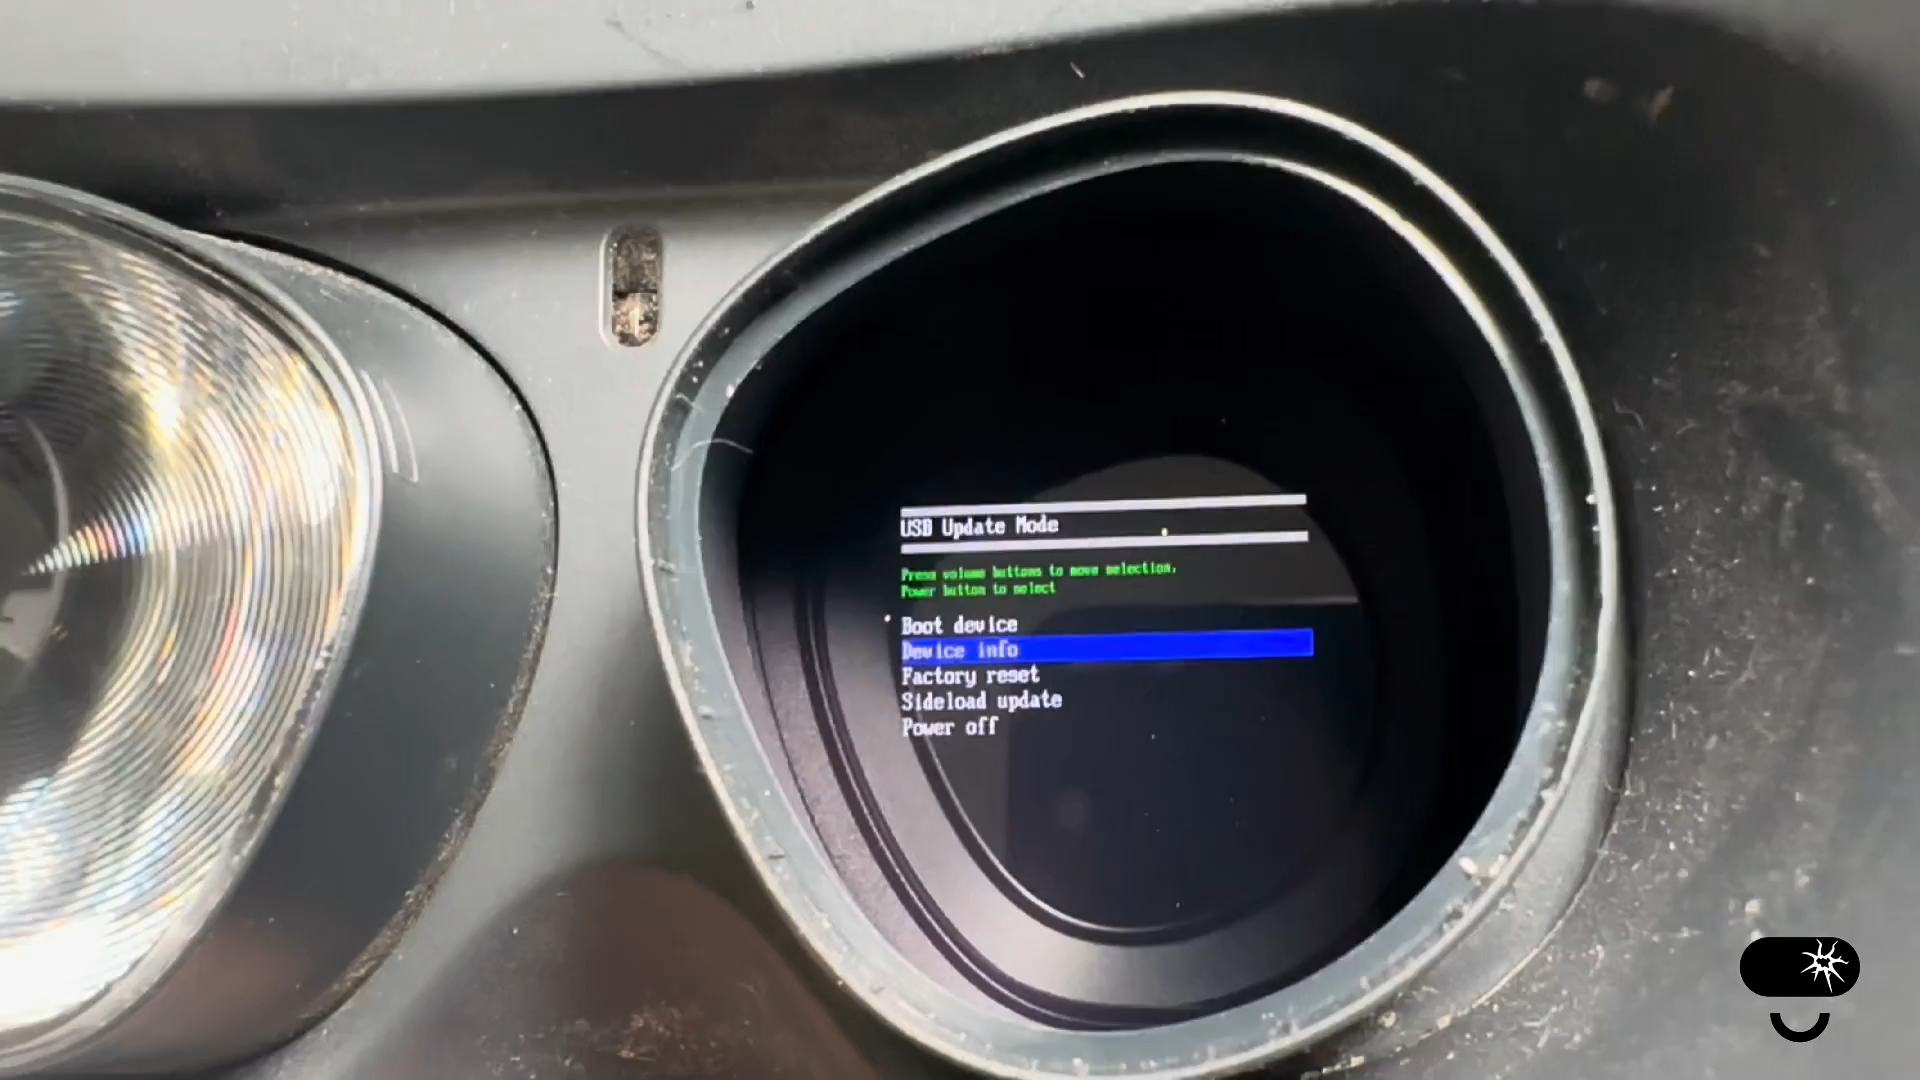 USB Update Mode
Press volume buttons to move selection.
Power button to select
Boot device
Device info
Factory reset
Sideload update
Power off